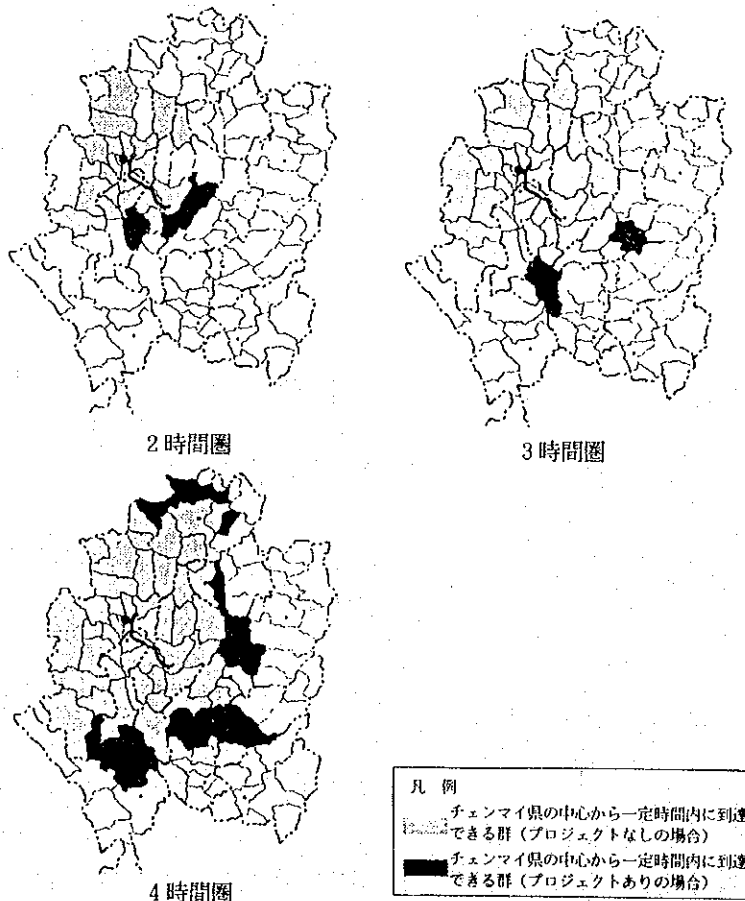 2時間圏
3時間圏
4時間圏
凡 例
チェンマイ県の中心から一定時間内に到達
できる群（プロジェクトなしの場合）
チェンマイ県の中心から一定時間内に到達
できる群（プロジェクトありの場合）